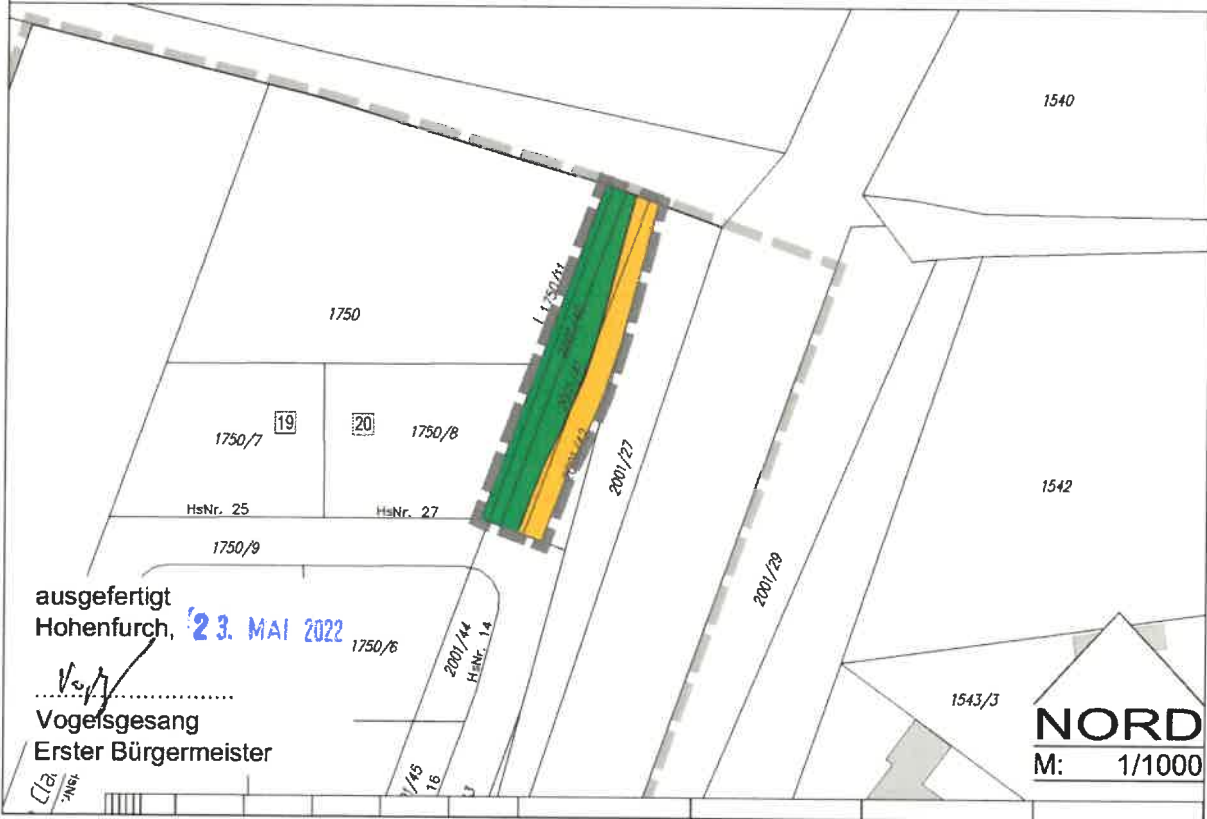 1540
1750
1750/11
19
20
1750/7
1750/8
2001/27
1542
HsNr. 25
HsNr. 27
1750/9
2001/29
ausgefertigt
Hohenfurch, 23. MAI 2022
1750/6
2001/44
HsNr. 14
Vogelsgesang
Erster Bürgermeister
1543/3
NORD
M: 1/1000
16